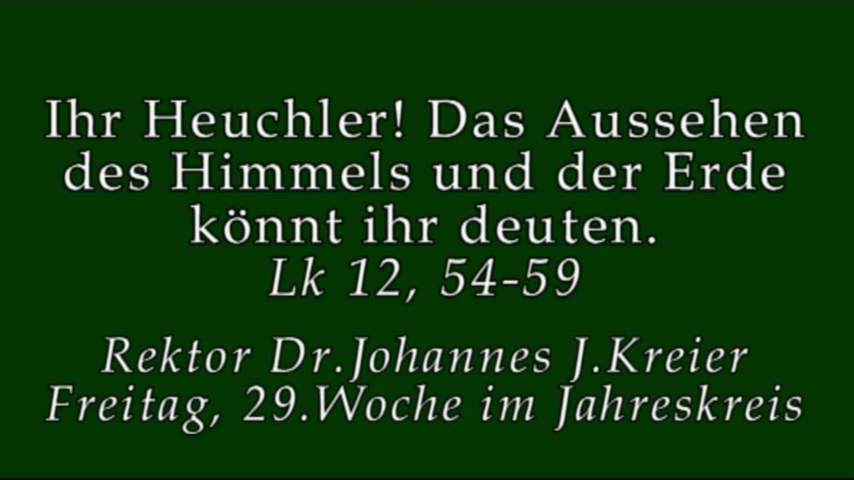 Ihr Heuchler! Das Aussehen
des Himmels und der Erde
könnt ihr deuten.
Lk 12, 54-59
Rektor Dr.Johannes J.Kreier
Freitag, 29.Woche im Jahreskreis